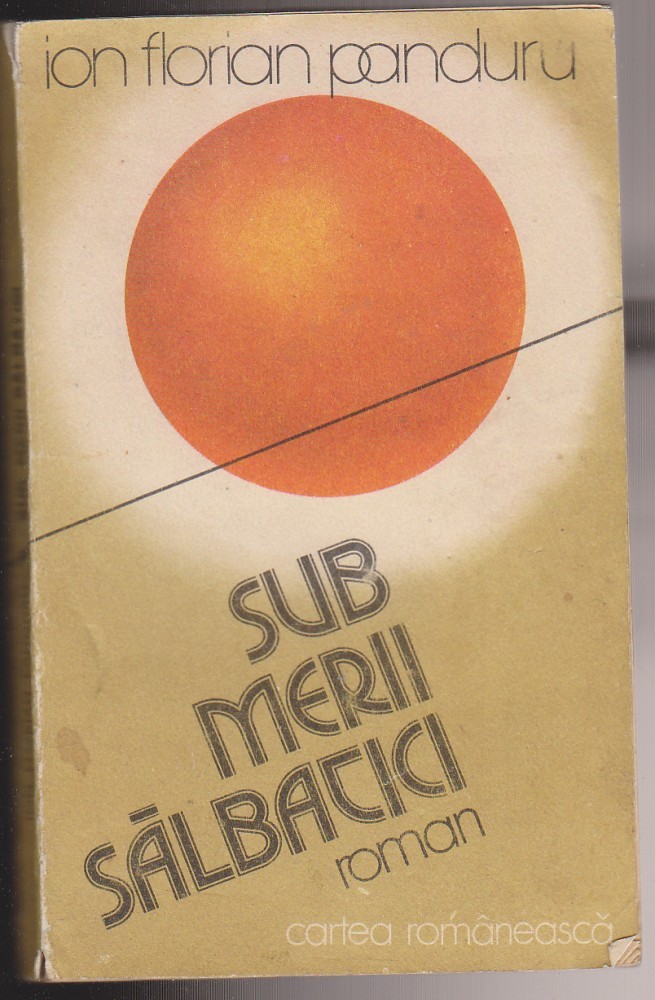 ion florian panduru
SUB
MERII
SĂLBATICI
roman
cartea românească